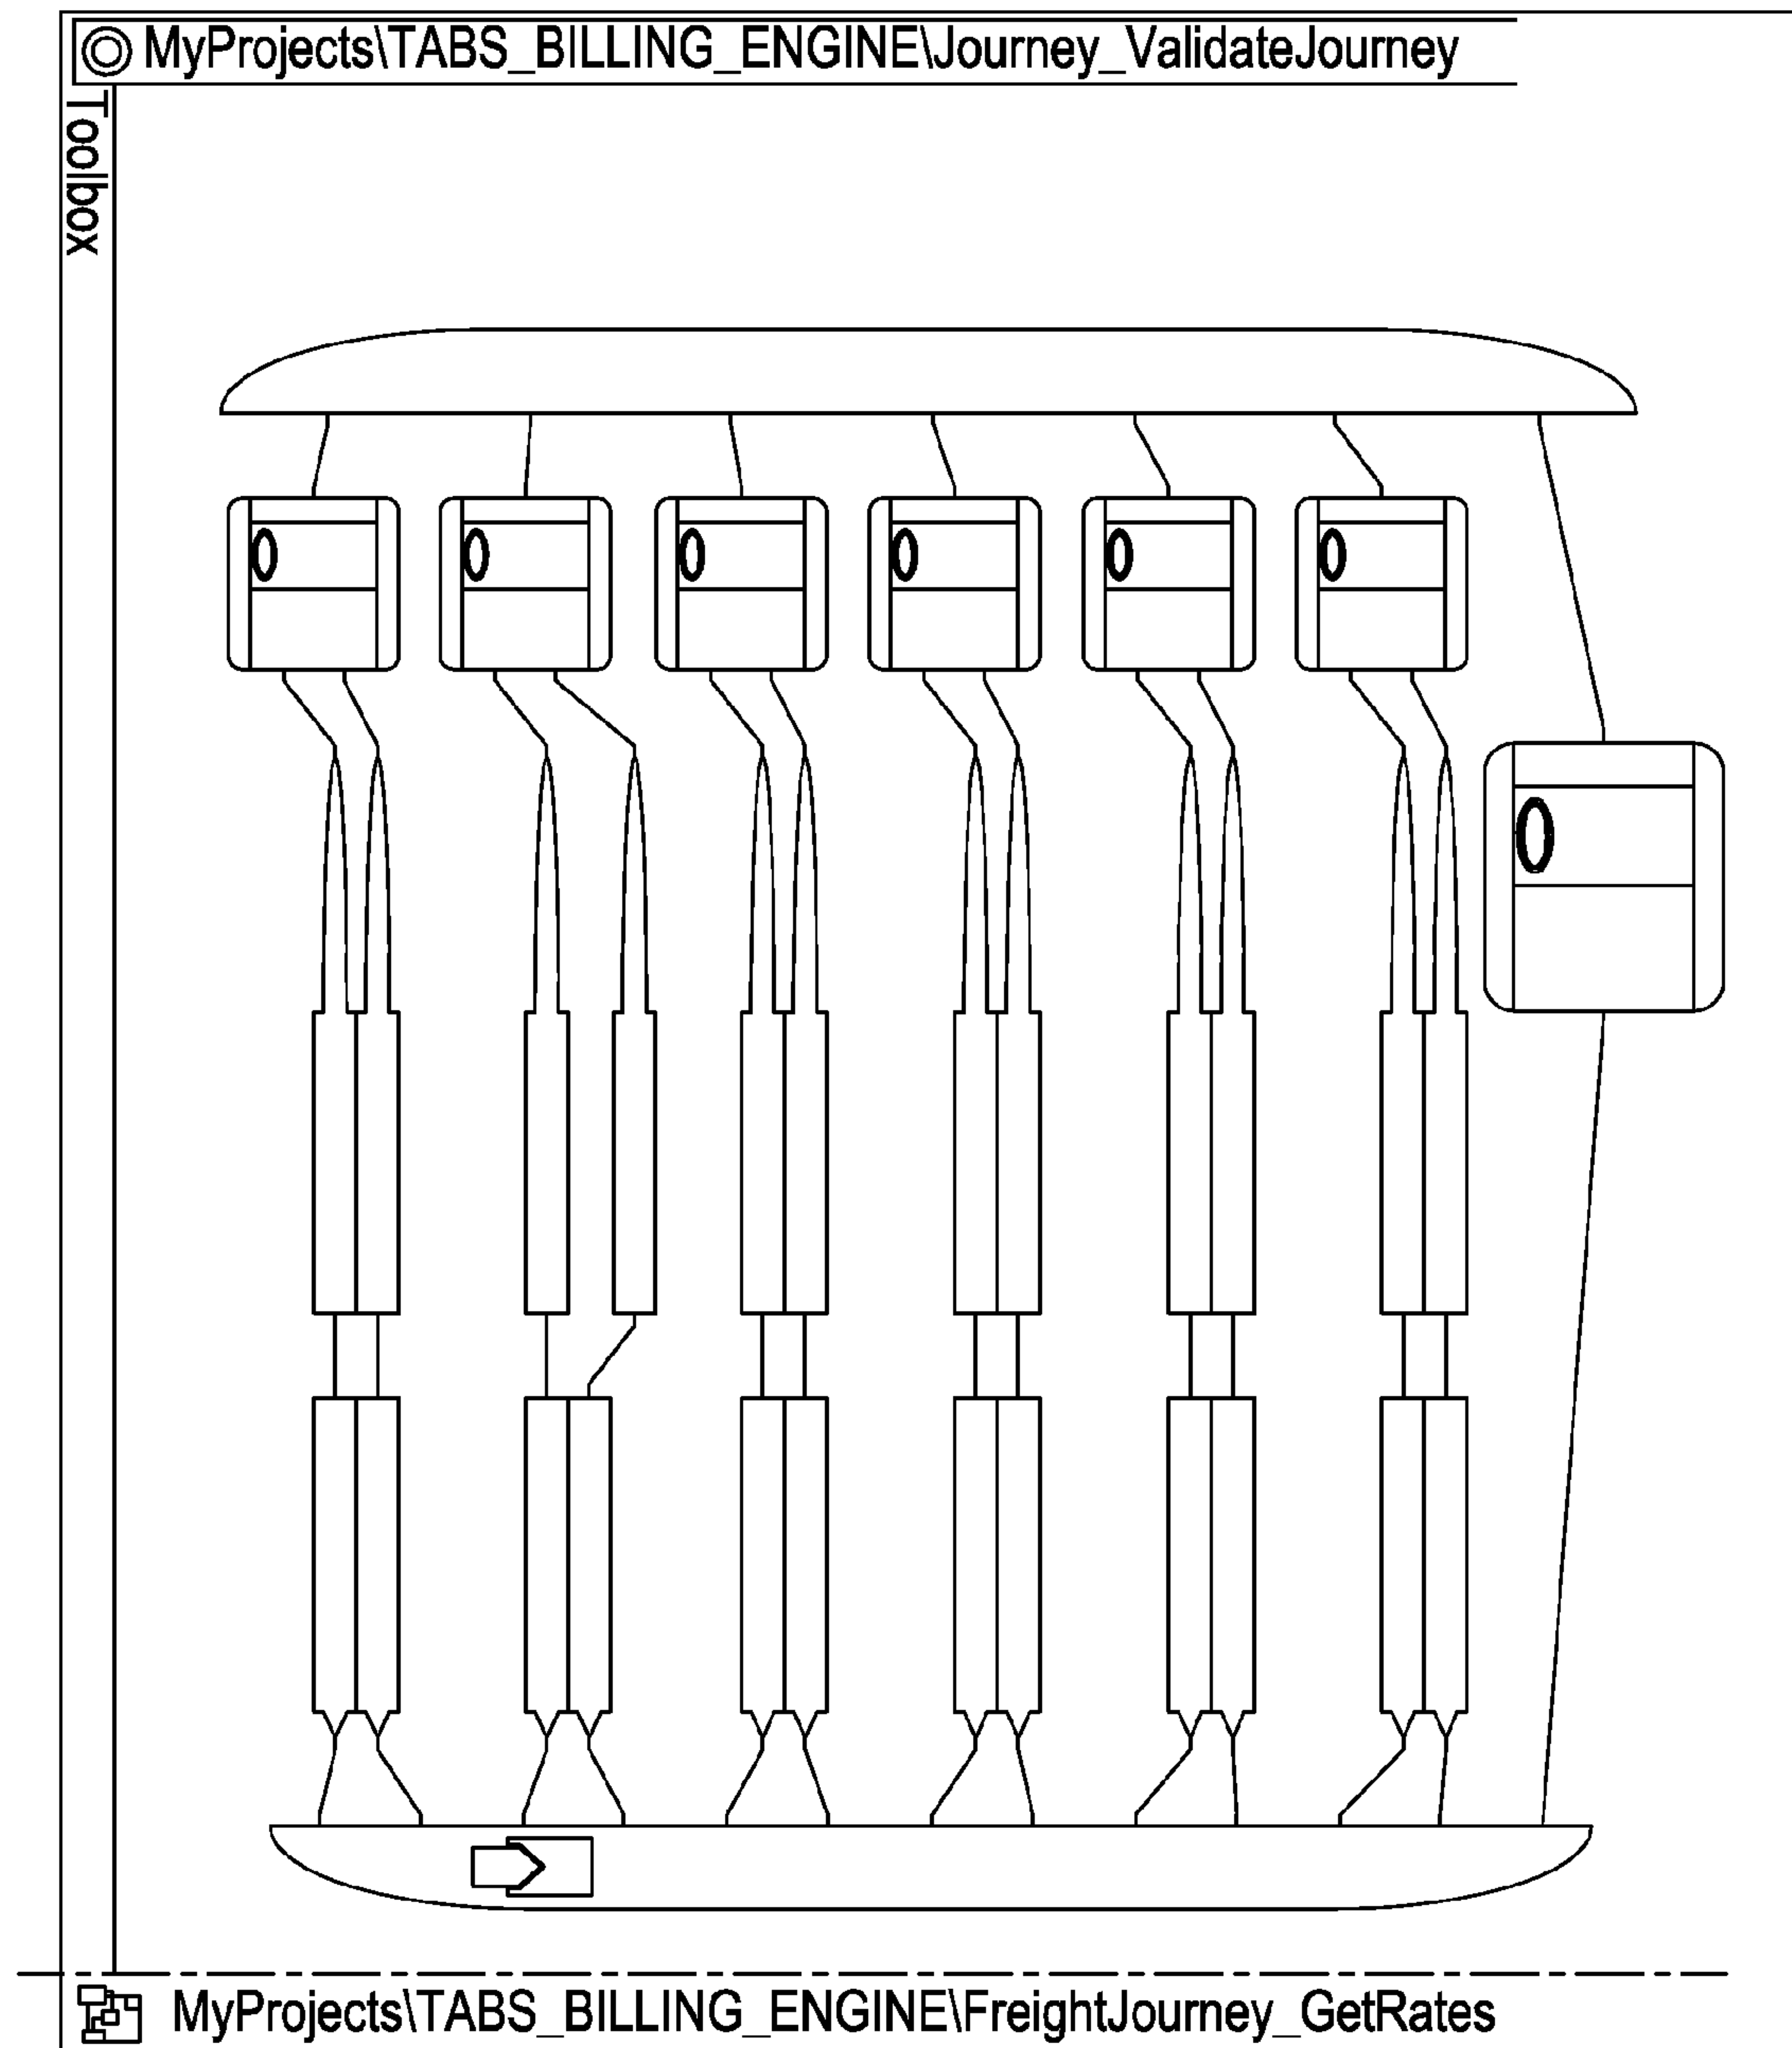 MyProjects\TABS_BILLING_ENGINE\Journey_ValidateJourney
Toolbox
MyProjects\TABS_BILLING_ENGINE\FreightJourney_GetRates